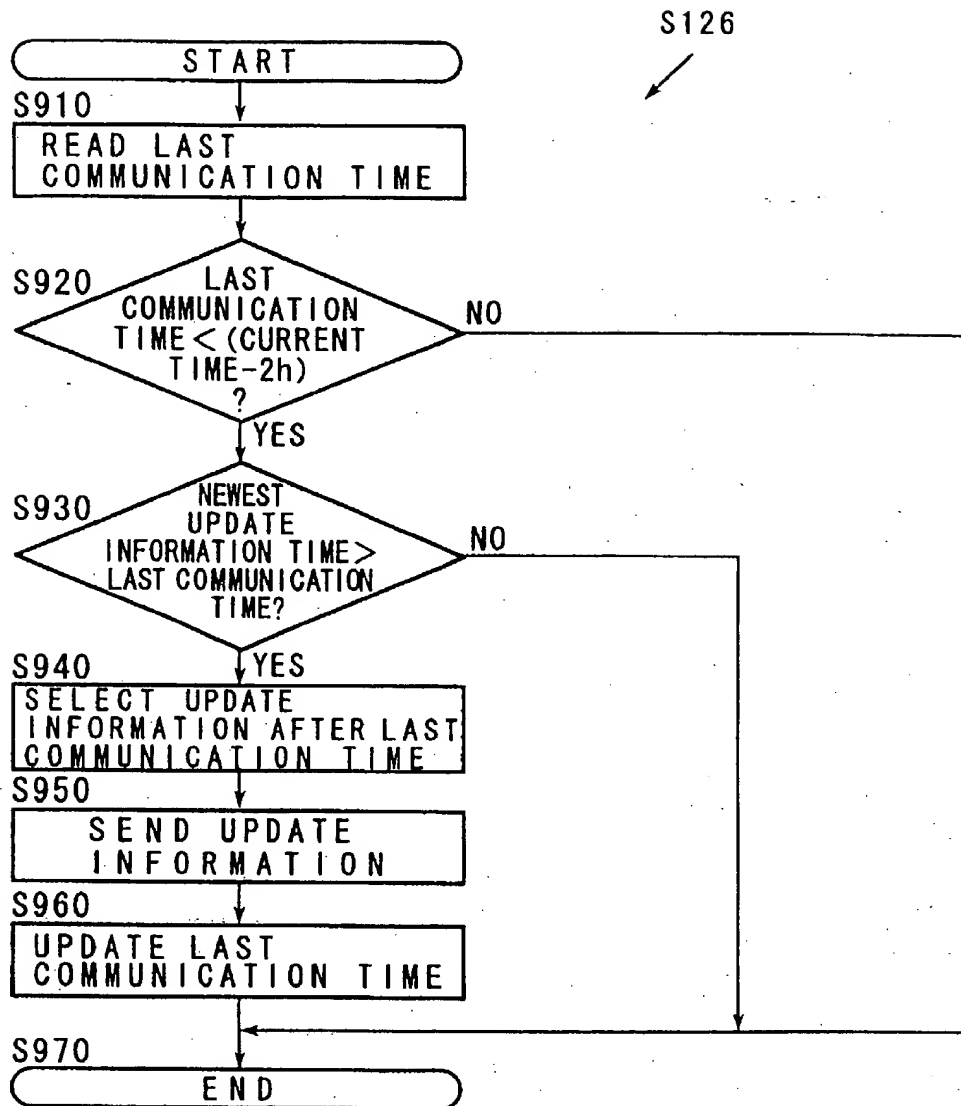 S126
START
S910
READ LAST
COMMUNICATION TIME
S920
LAST
COMMUNICATION
TIME<(CURRENT
TIME-2h)
?
NO
YES
S930
NEWEST
UPDATE
INFORMATION TIME>
LAST COMMUNICATION
TIME?
NO
YES
S940
SELECT UPDATE
INFORMATION AFTER LAST
COMMUNICATION TIME
S950
SEND UPDATE
INFORMATION
S960
UPDATE LAST
COMMUNICATION TIME
S970
END